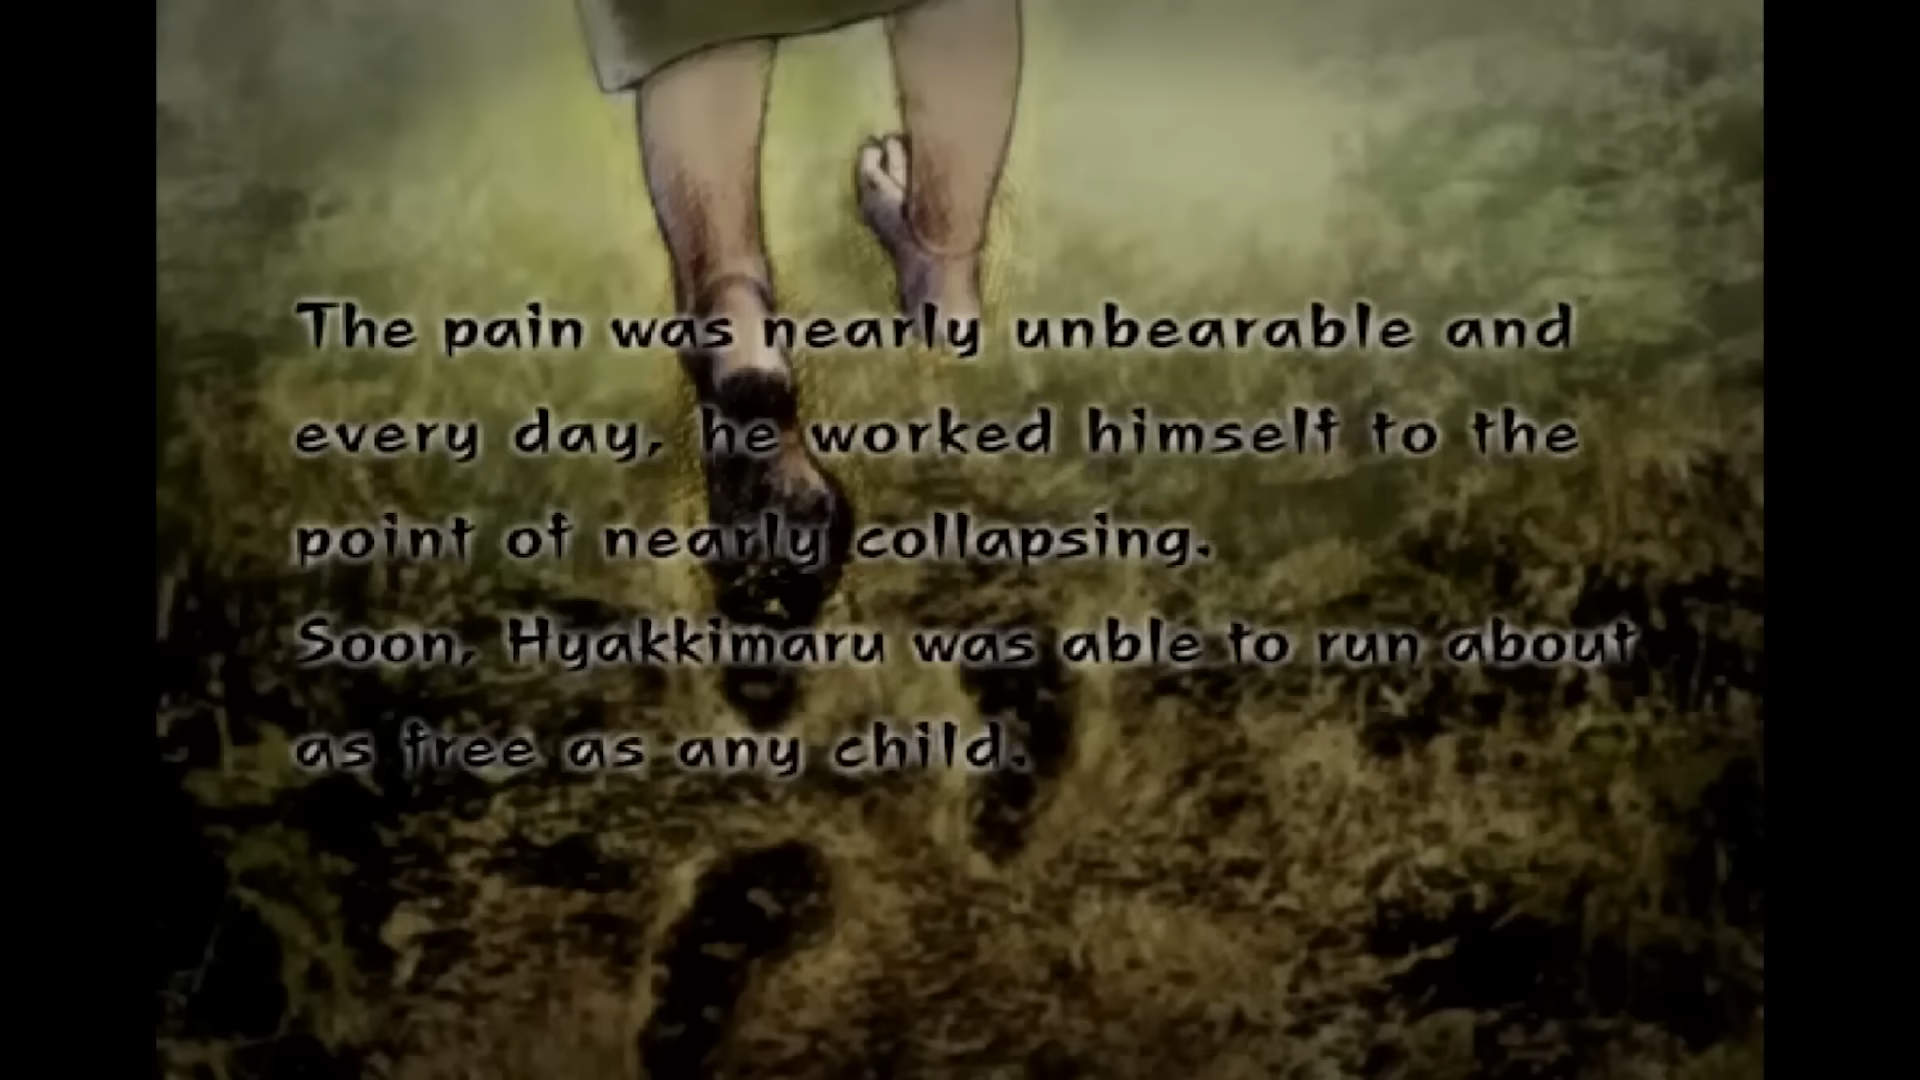 The pain was nearly unbearable and
every day, he worked himself to the
point of nearly collapsing.
Soon, Hyakkimaru was able to run about
as free as any child.